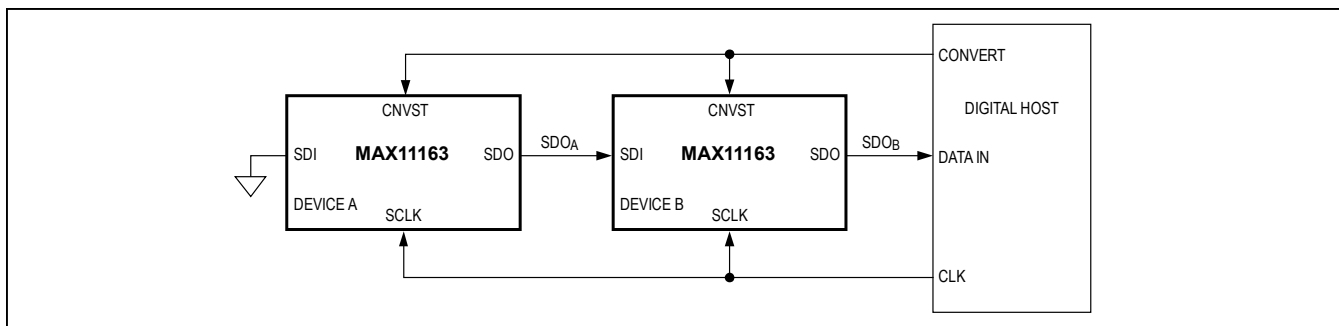 CONVERT
CNVST
CNVST
DIGITAL HOST
SDI
MAX11163
SDO
SDOA
SDI
MAX11163
SDO
SDOB
DATA IN
DEVICE A
SCLK
DEVICE B
SCLK
CLK